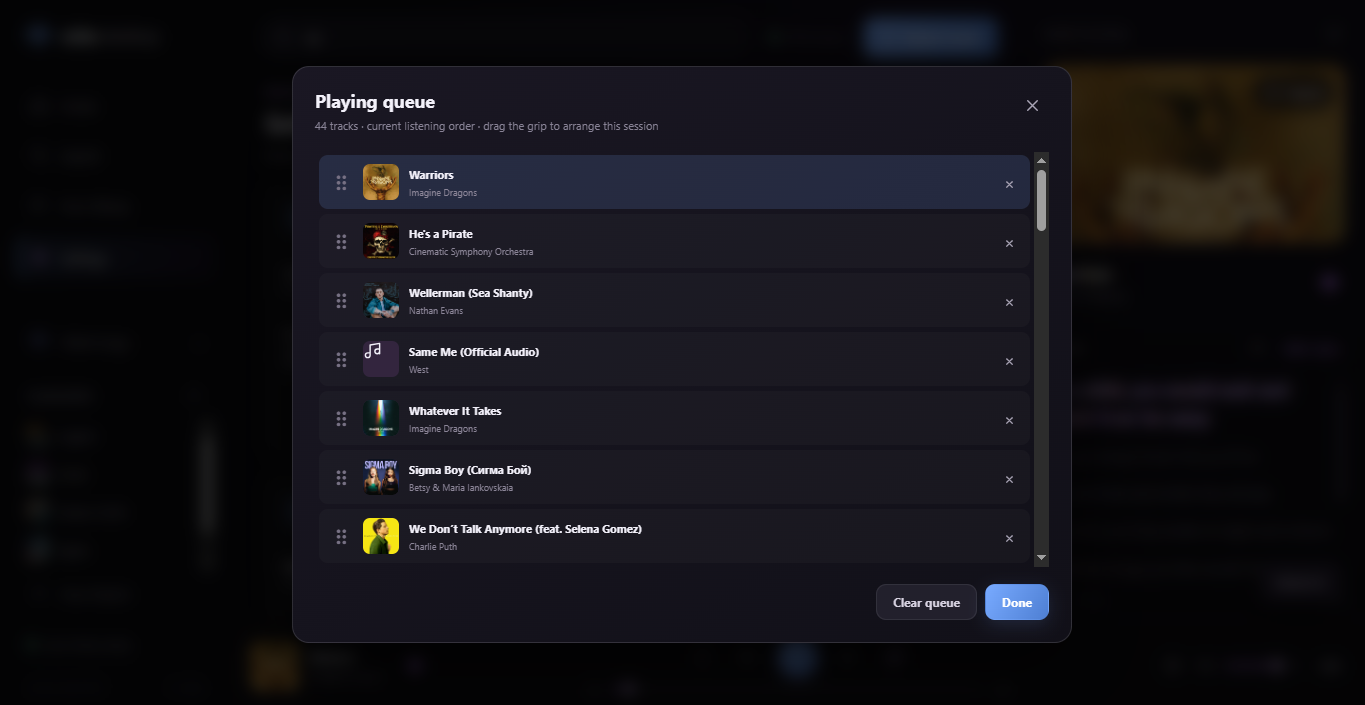 Playing queue
44 tracks · current listening order · drag the grip to arrange this session
Warriors
Imagine Dragons
He's a Pirate
Cinematic Symphony Orchestra
Wellerman (Sea Shanty)
Nathan Evans
Same Me (Official Audio)
West
Whatever It Takes
Imagine Dragons
SIGMA BOY
Sigma Boy (Сигма Бой)
Betsy & Maria Iankovskaia
We Don't Talk Anymore (feat. Selena Gomez)
Charlie Puth
Clear queue
Done